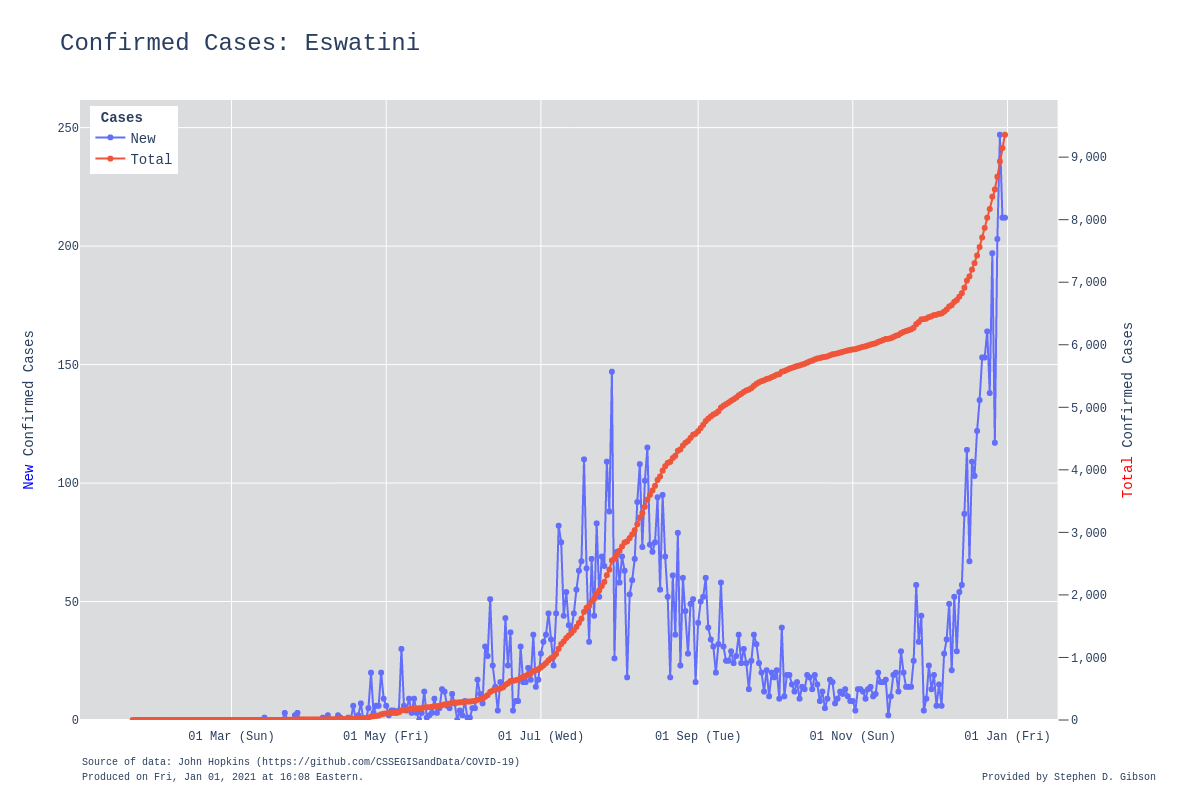 Confirmed Cases: Eswatini
Cases
New
Total
250
200
150
100
50
0
9,000
8,000
7,000
6,000
5,000
4,000
3,000
2,000
1,000
0
New Confirmed Cases
Total Confirmed Cases
01 Mar (Sun)
01 May (Fri)
01 Jul (Wed)
01 Sep (Tue)
01 Nov (Sun)
01 Jan (Fri)
Source of data: John Hopkins (https://github.com/CSSEGISandData/COVID-19)
Produced on Fri, Jan 01, 2021 at 16:08 Eastern.
Provided by Stephen D. Gibson